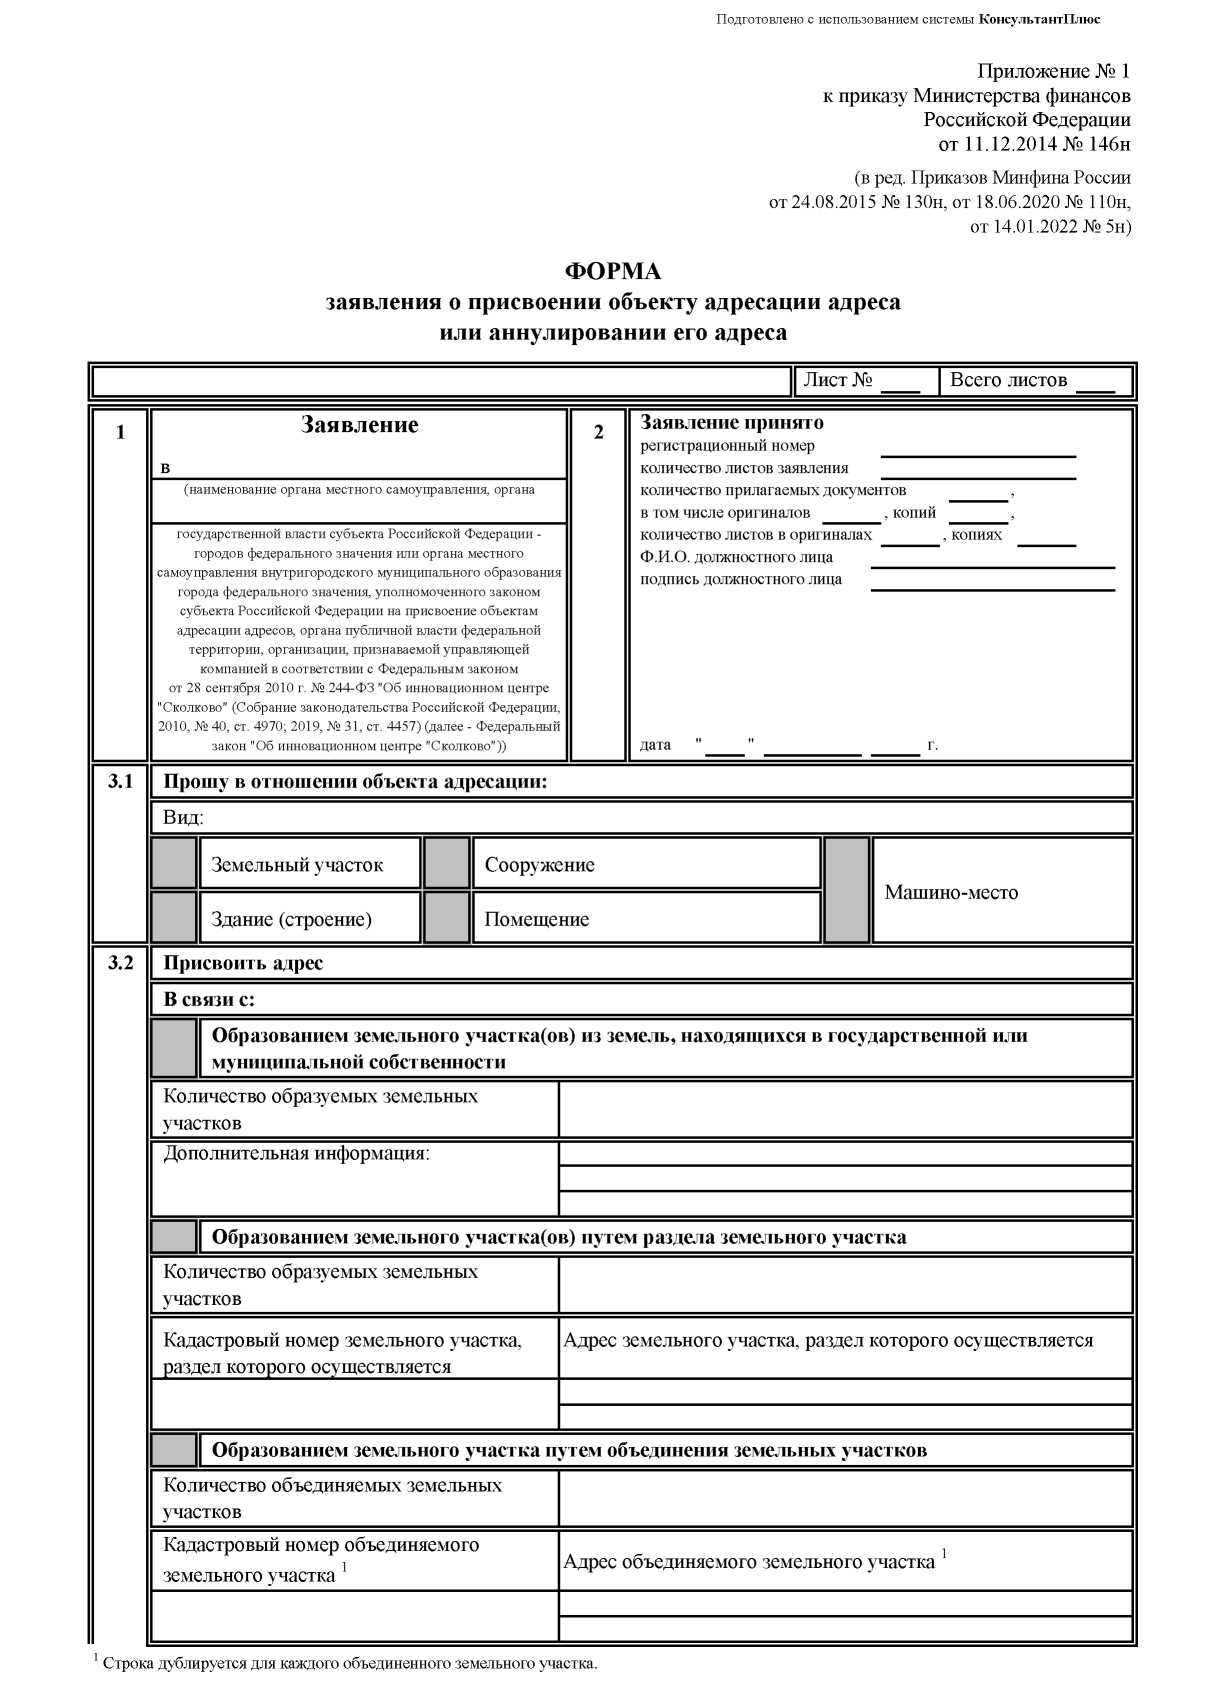 Подготовлено с использованием системы КонсультантПлюс
Приложение № 1
к приказу Министерства финансов
Российской Федерации
от 11.12.2014 № 146н
(в ред. Приказов Минфина России
от 24.08.2015 № 130н, от 18.06.2020 № 110н,
от 14.01.2022 № 5н)
ФОРМА
заявления о присвоении объекту адресации адреса
или аннулировании его адреса
Лист № ____ Всего листов ____
1
Заявление
в
(наименование органа местного самоуправления, органа
государственной власти субъекта Российской Федерации -
городов федерального значения или органа местного
самоуправления внутригородского муниципального образования
города федерального значения, уполномоченного законом
субъекта Российской Федерации на присвоение объектам
адресации адресов, органа публичной власти федеральной
территории, организации, признаваемой управляющей
компанией в соответствии с Федеральным законом
от 28 сентября 2010 г. № 244-ФЗ "Об инновационном центре
"Сколково" (Собрание законодательства Российской Федерации,
2010, № 40, ст. 4970; 2019, № 31, ст. 4457) (далее - Федеральный
закон "Об инновационном центре "Сколково"))
2
Заявление принято
регистрационный номер
количество листов заявления
количество прилагаемых документов ____ ,
в том числе оригиналов ____ , копий ____ ,
количество листов в оригиналах ____ , копиях ____
Ф.И.О. должностного лица
подпись должностного лица
дата "____" ________ ____ г.
3.1 Прошу в отношении объекта адресации:
Вид:
Земельный участок
Сооружение
Машино-место
Здание (строение)
Помещение
3.2 Присвоить адрес
В связи с:
Образованием земельного участка(ов) из земель, находящихся в государственной или
муниципальной собственности
Количество образуемых земельных
участков
Дополнительная информация:
Образованием земельного участка(ов) путем раздела земельного участка
Количество образуемых земельных
участков
Кадастровый номер земельного участка,
раздел которого осуществляется
Адрес земельного участка, раздел которого осуществляется
Образованием земельного участка путем объединения земельных участков
Количество объединяемых земельных
участков
Кадастровый номер объединяемого
земельного участка 1
Адрес объединяемого земельного участка 1
1 Строка дублируется для каждого объединенного земельного участка.